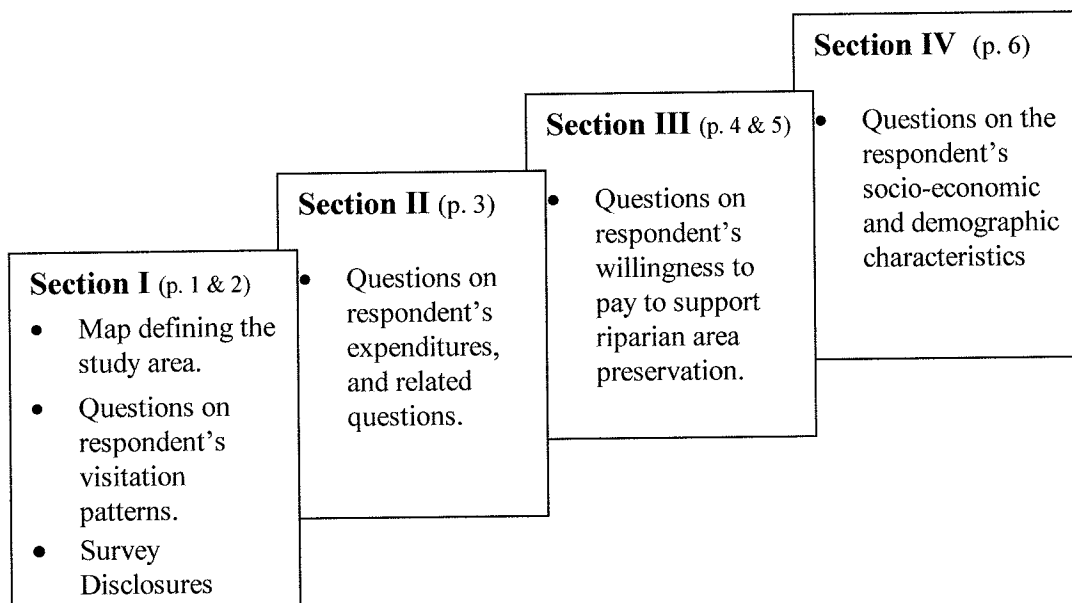 Section I (p. 1 & 2)
• Map defining the
study area.
• Questions on
respondent's
visitation
patterns.
• Survey
Disclosures
Section II (p. 3)
• Questions on
respondent's
expenditures,
and related
questions.
Section III (p. 4 & 5)
• Questions on
respondent's
willingness to
pay to support
riparian area
preservation.
Section IV (p. 6)
• Questions on the
respondent's
socio-economic
and demographic
characteristics